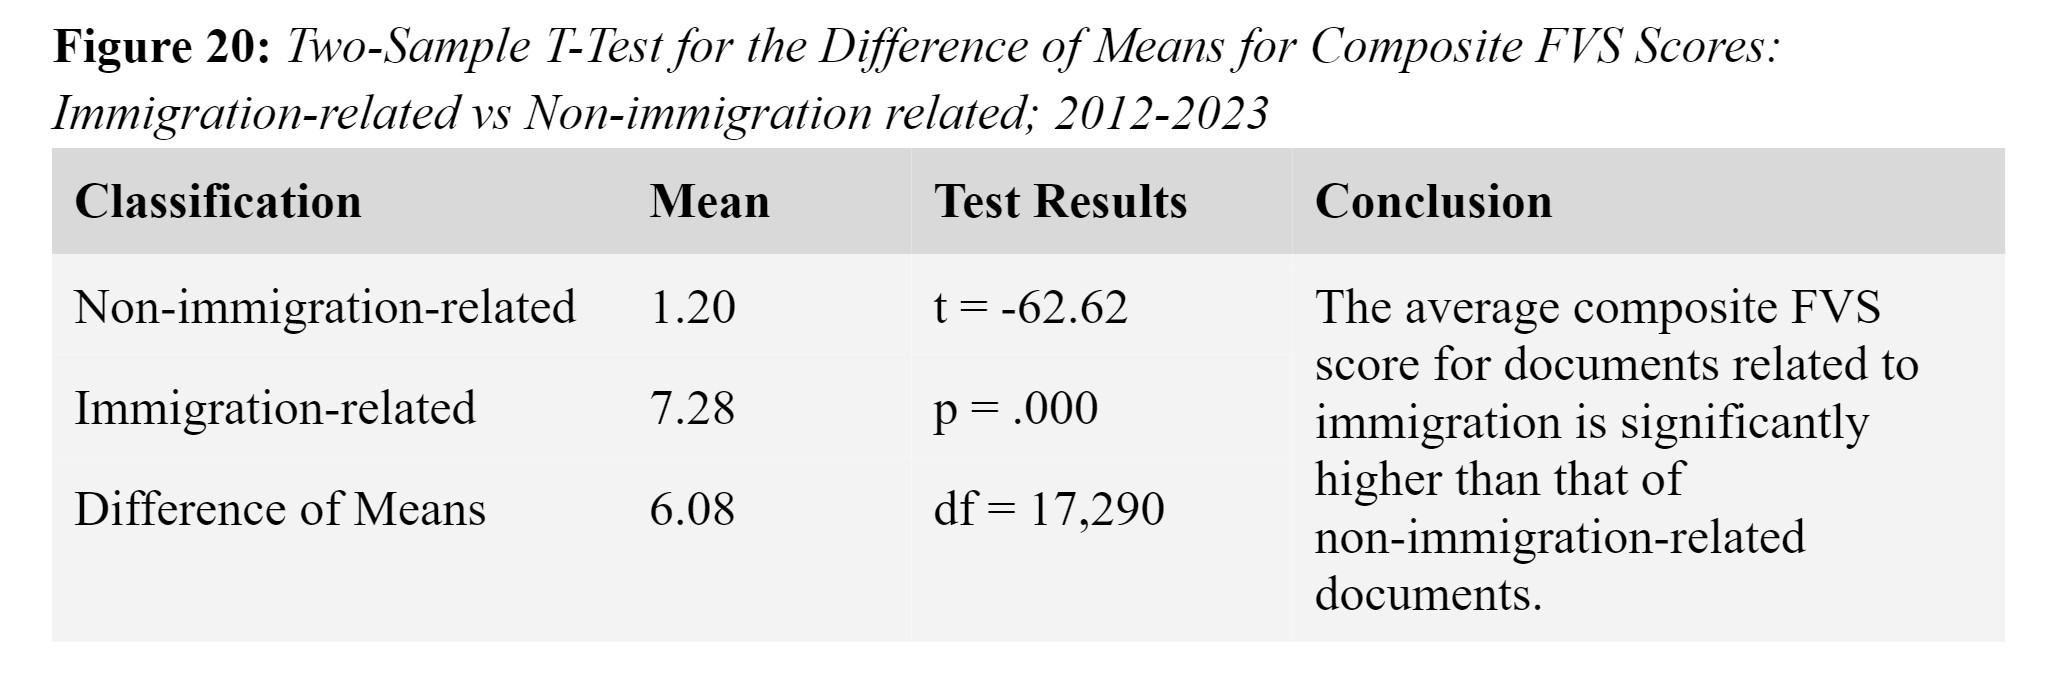 Figure 20: Two-Sample T-Test for the Difference of Means for Composite FVS Scores:
Immigration-related vs Non-immigration related; 2012-2023
Classification Mean Test Results Conclusion
Non-immigration-related 1.20 t = -62.62
Immigration-related 7.28 p = .000
Difference of Means 6.08 df = 17,290
The average composite FVS
score for documents related to
immigration is significantly
higher than that of
non-immigration-related
documents.